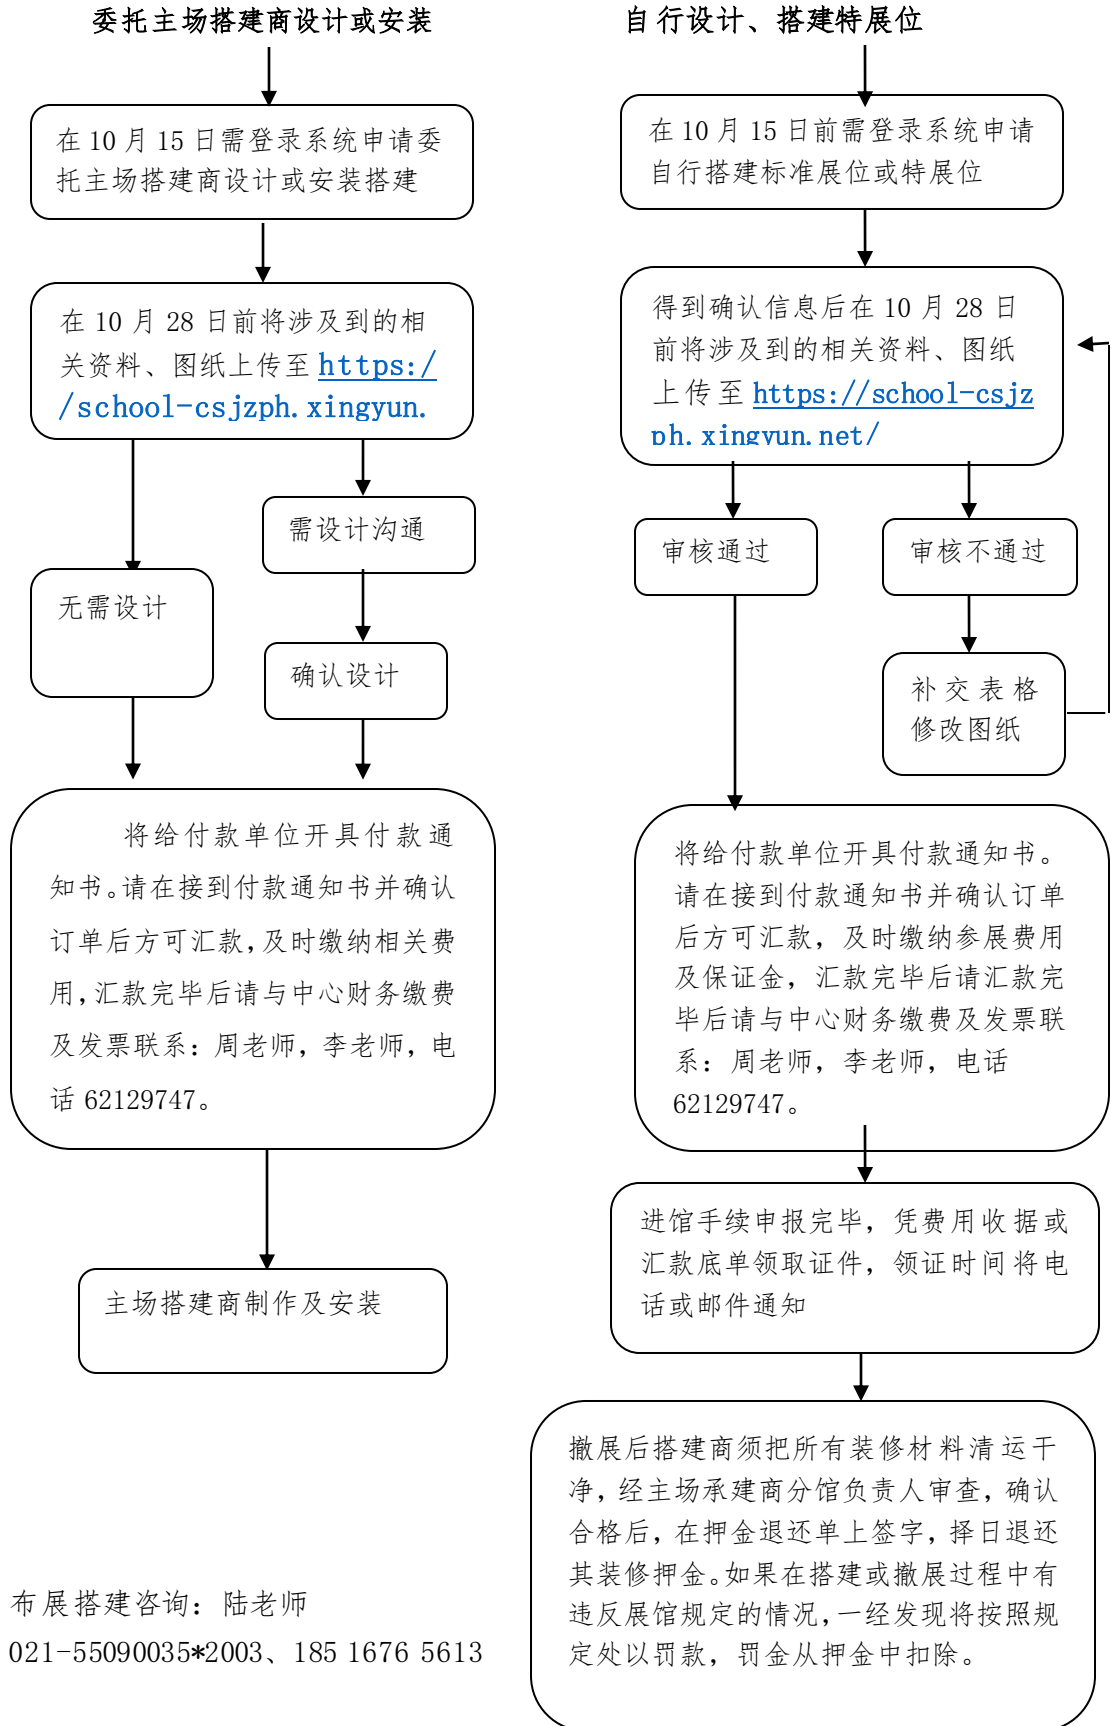 委托主场搭建商设计或安装
在 10 月 15 日需登录系统申请委
托主场搭建商设计或安装搭建
在 10 月 28 日前将涉及到的相
关资料、图纸上传至 https:/
/school-csjzph.xingyun.
需设计沟通
无需设计
确认设计
将给付款单位开具付款通
知书。请在接到付款通知书并确认
订单后方可汇款，及时缴纳相关费
用，汇款完毕后请与中心财务缴费
及发票联系：周老师，李老师，电
话 62129747。
主场搭建商制作及安装
布展搭建咨询：陆老师
021-55090035*2003、185 1676 5613
自行设计、搭建特展位
在 10 月 15 日前需登录系统申请
自行搭建标准展位或特展位
得到确认信息后在 10 月 28 日
前将涉及到的相关资料、图纸
上传至 https://school-csjz
ph.xingyun.net/
审核通过
审核不通过
补交表格
修改图纸
将给付款单位开具付款通知书。
请在接到付款通知书并确认订单
后方可汇款，及时缴纳参展费用
及保证金，汇款完毕后请汇款完
毕后请与中心财务缴费及发票联
系：周老师，李老师，电话
62129747。
进馆手续申报完毕，凭费用收据或
汇款底单领取证件，领证时间将电
话或邮件通知
撤展后搭建商须把所有装修材料清运干
净，经主场承建商分馆负责人审查，确认
合格后，在押金退还单上签字，择日退还
其装修押金。如果在搭建或撤展过程中有
违反展馆规定的情况，一经发现将按照规
定处以罚款，罚金从押金中扣除。